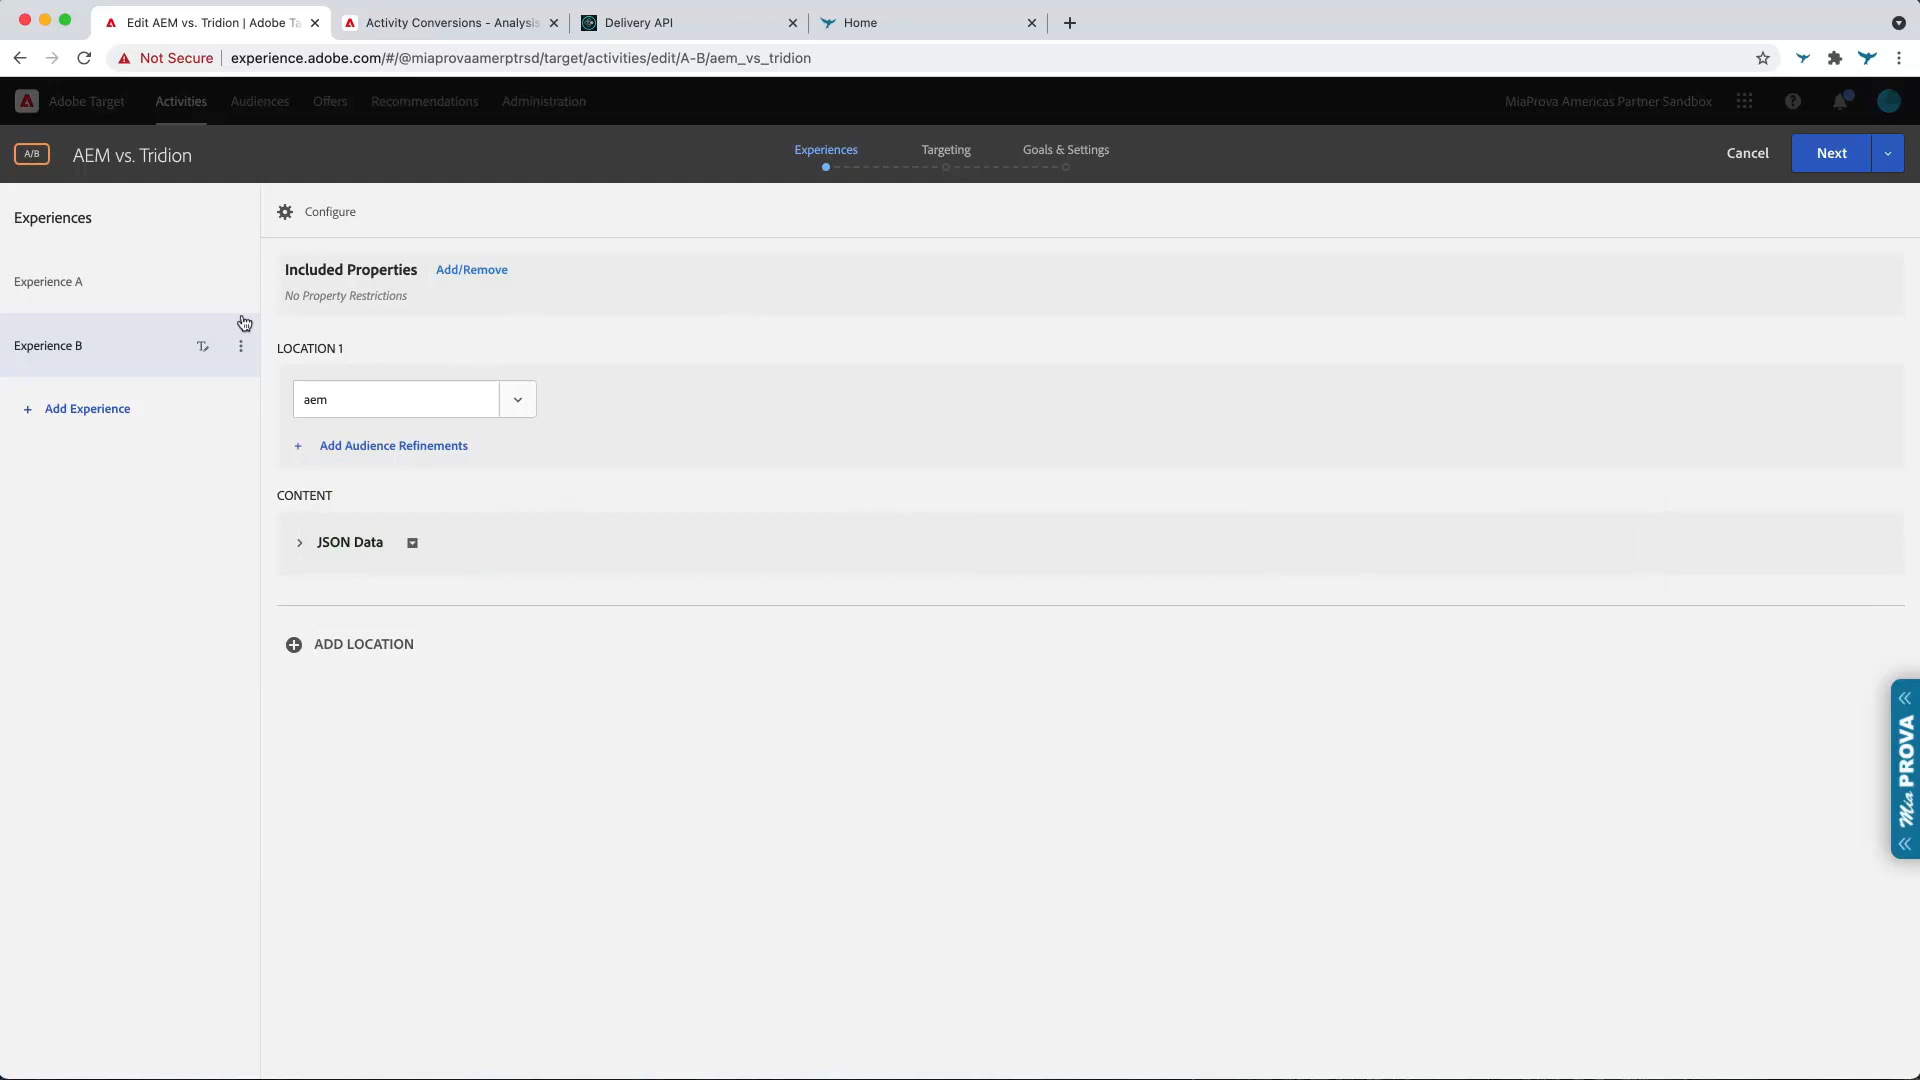 Edit AEM vs. Tridion | Adobe Ta
Activity Conversions - Analysis
Delivery API
Home
Not Secure
experience.adobe.com/#/@miaprovaamerptrsd/target/activities/edit/A-B/aem_vs_tridion
Adobe Target
Activities
Audiences
Offers
Recommendations
Administration
MiaProva Americas Partner Sandbox
A/B
AEM vs. Tridion
Experiences
Targeting
Goals & Settings
Cancel
Next
Experiences
Configure
Included Properties
Add/Remove
No Property Restrictions
Experience A
Experience B
+ Add Experience
LOCATION 1
aem
+ Add Audience Refinements
CONTENT
JSON Data
ADD LOCATION
Mia PROVA